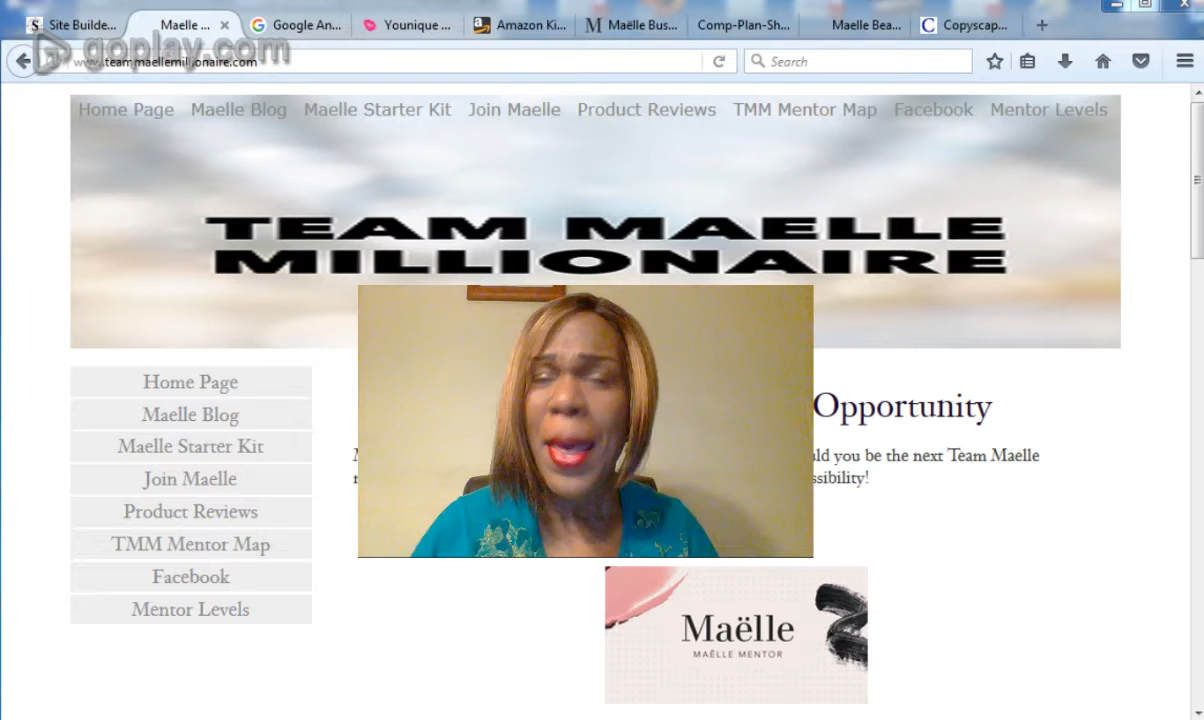 Site Builde...
Maelle ...
Google An...
Younique ...
Amazon Ki...
Maëlle Bus...
Comp-Plan-Sh...
Maelle Bea...
Copyscap...
goplay.com
www.teammaellemillionaire.com
Search
Home Page Maelle Blog Maelle Starter Kit Join Maelle Product Reviews TMM Mentor Map Facebook Mentor Levels
TEAM MAELLE
MILLIONAIRE
Home Page
Maelle Blog
Maelle Starter Kit
Join Maelle
Product Reviews
TMM Mentor Map
Facebook
Mentor Levels
Opportunity
you be the next Team Maelle
Maëlle
MAËLLE MENTOR